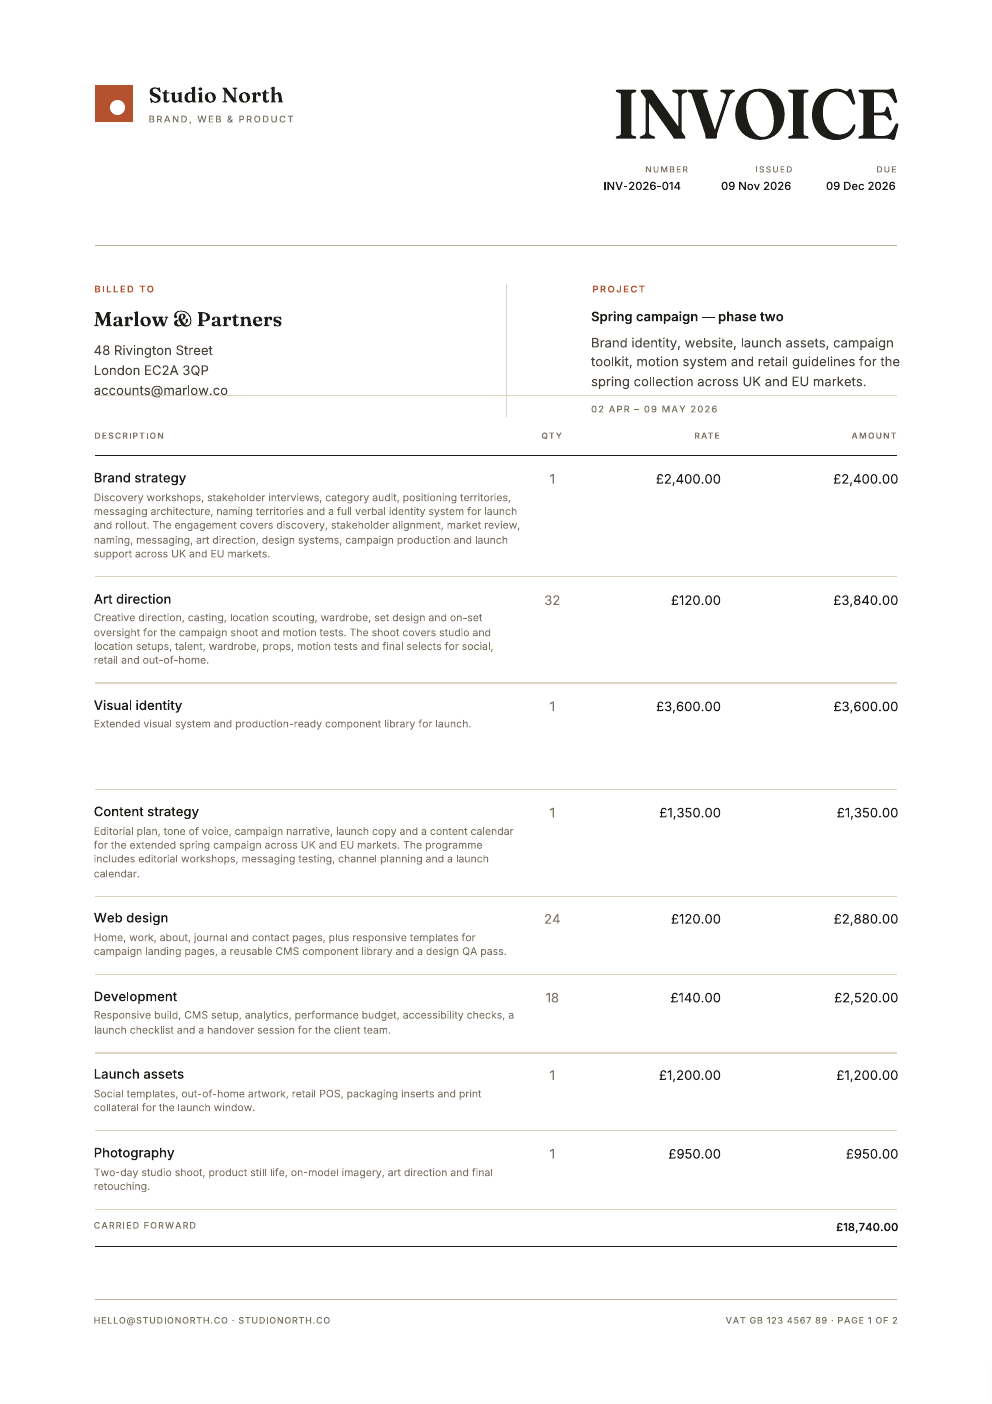 Studio North
BRAND, WEB & PRODUCT
INVOICE
NUMBER ISSUED DUE
INV-2026-014 09 Nov 2026 09 Dec 2026
BILLED TO
Marlow & Partners
48 Rivington Street
London EC2A 3QP
accounts@marlow.co
PROJECT
Spring campaign — phase two
Brand identity, website, launch assets, campaign
toolkit, motion system and retail guidelines for the
spring collection across UK and EU markets.
02 APR – 09 MAY 2026
DESCRIPTION QTY RATE AMOUNT
Brand strategy 1 £2,400.00 £2,400.00
Discovery workshops, stakeholder interviews, category audit, positioning territories,
messaging architecture, naming territories and a full verbal identity system for launch
and rollout. The engagement covers discovery, stakeholder alignment, market review,
naming, messaging, art direction, design systems, campaign production and launch
support across UK and EU markets.
Art direction 32 £120.00 £3,840.00
Creative direction, casting, location scouting, wardrobe, set design and on-set
oversight for the campaign shoot and motion tests. The shoot covers studio and
location setups, talent, wardrobe, props, motion tests and final selects for social,
retail and out-of-home.
Visual identity 1 £3,600.00 £3,600.00
Extended visual system and production-ready component library for launch.
Content strategy 1 £1,350.00 £1,350.00
Editorial plan, tone of voice, campaign narrative, launch copy and a content calendar
for the extended spring campaign across UK and EU markets. The programme
includes editorial workshops, messaging testing, channel planning and a launch
calendar.
Web design 24 £120.00 £2,880.00
Home, work, about, journal and contact pages, plus responsive templates for
campaign landing pages, a reusable CMS component library and a design QA pass.
Development 18 £140.00 £2,520.00
Responsive build, CMS setup, analytics, performance budget, accessibility checks, a
launch checklist and a handover session for the client team.
Launch assets 1 £1,200.00 £1,200.00
Social templates, out-of-home artwork, retail POS, packaging inserts and print
collateral for the launch window.
Photography 1 £950.00 £950.00
Two-day studio shoot, product still life, on-model imagery, art direction and final
retouching.
CARRIED FORWARD £18,740.00
HELLO@STUDIONORTH.CO · STUDIONORTH.CO VAT GB 123 4567 89 · PAGE 1 OF 2